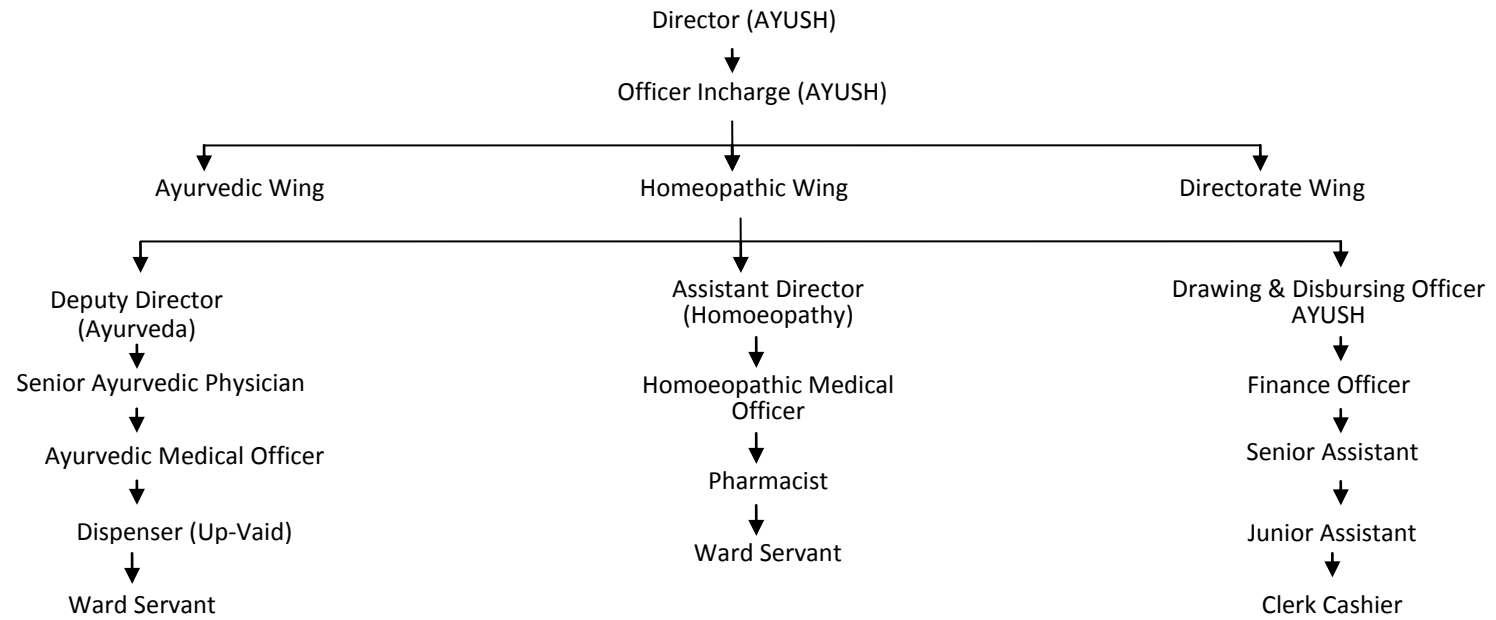 Director (AYUSH)
Officer Incharge (AYUSH)
Ayurvedic Wing
Homeopathic Wing
Directorate Wing
Deputy Director
(Ayurveda)
Senior Ayurvedic Physician
Ayurvedic Medical Officer
Dispenser (Up-Vaid)
Ward Servant
Assistant Director
(Homoeopathy)
Homoeopathic Medical
Officer
Pharmacist
Ward Servant
Drawing & Disbursing Officer
AYUSH
Finance Officer
Senior Assistant
Junior Assistant
Clerk Cashier